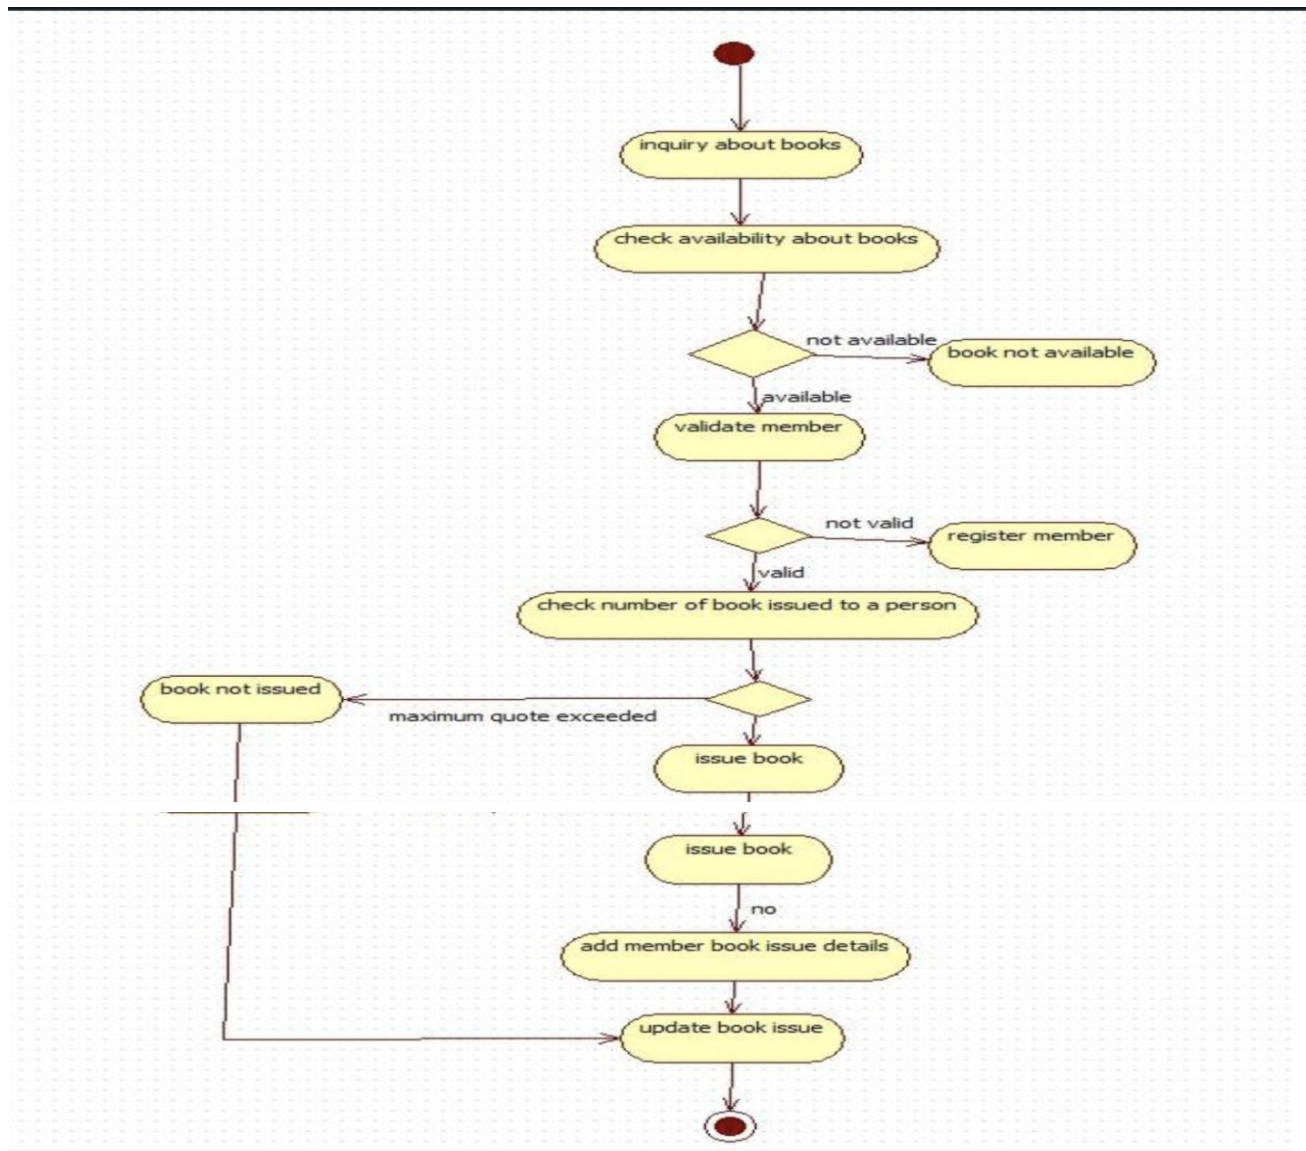 inquiry about books
check availability about books
not available
book not available
available
validate member
not valid
register member
valid
check number of book issued to a person
book not issued
maximum quote exceeded
issue book
issue book
no
add member book issue details
update book issue